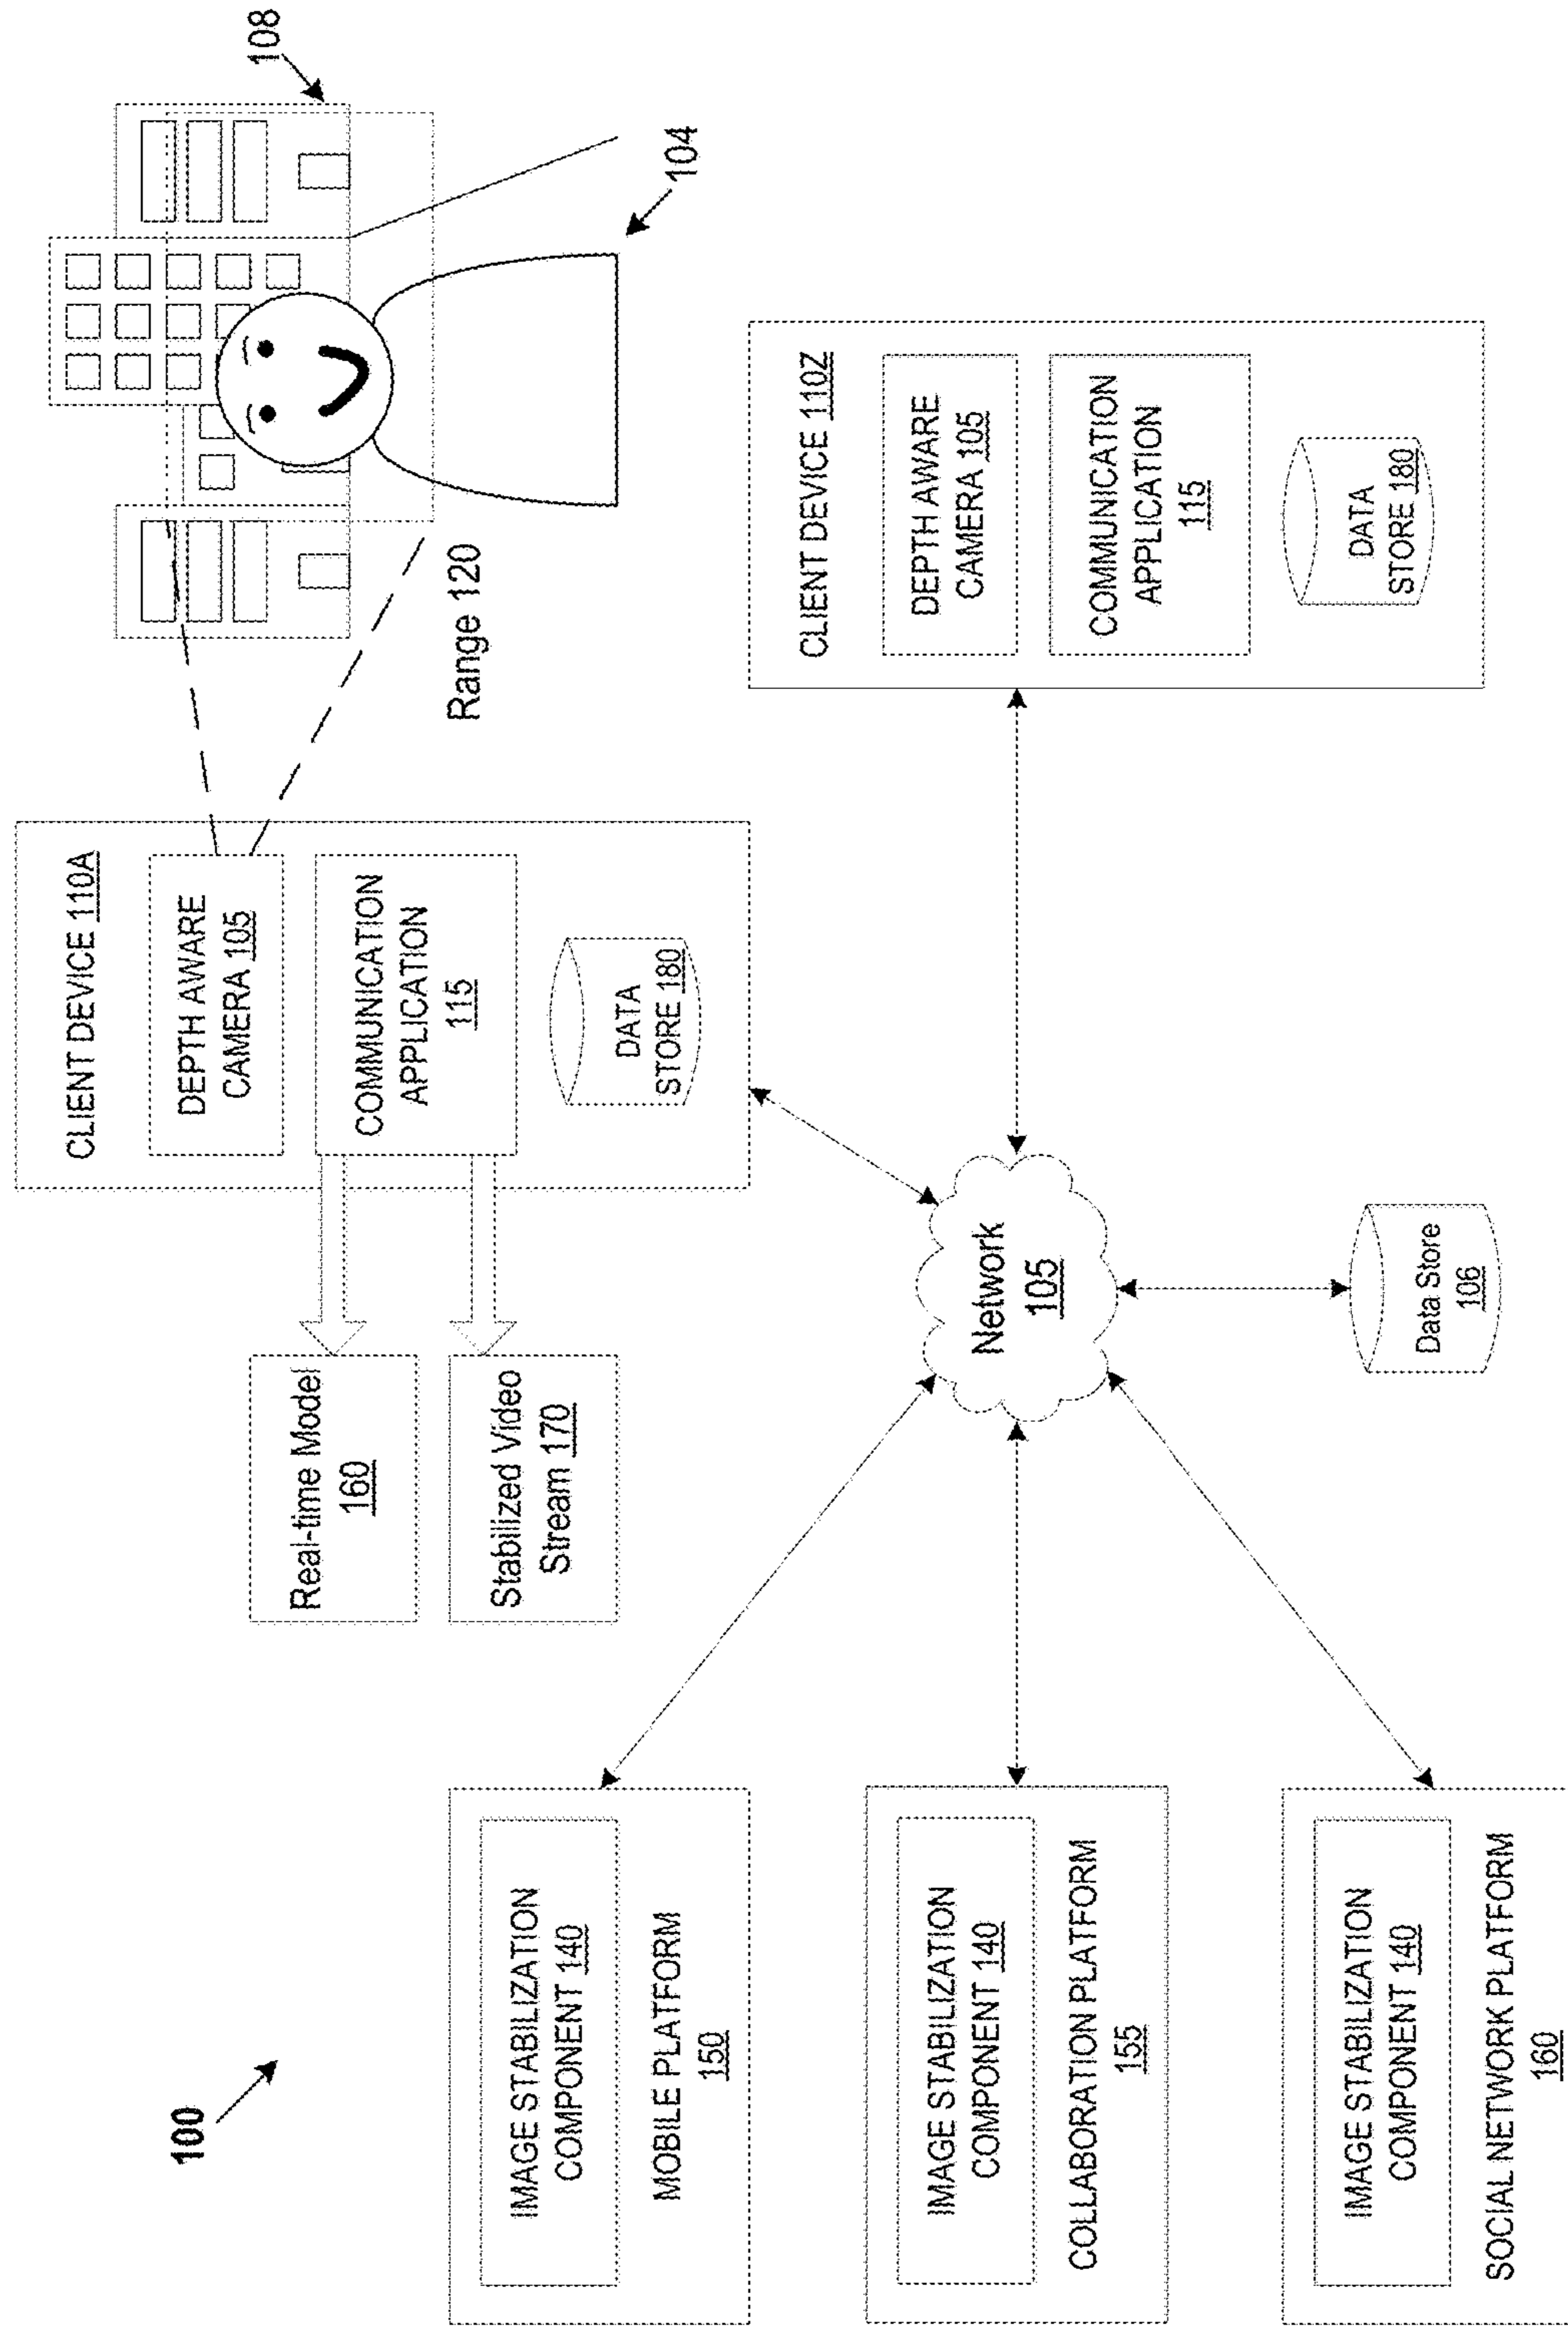 100
IMAGE STABILIZATION
COMPONENT 140
MOBILE PLATFORM
150
IMAGE STABILIZATION
COMPONENT 140
COLLABORATION PLATFORM
155
IMAGE STABILIZATION
COMPONENT 140
SOCIAL NETWORK PLATFORM
160
Real-time Model
160
Stabilized Video
Stream 170
Network
105
Data Store
106
CLIENT DEVICE 110A
DEPTH AWARE
CAMERA 105
COMMUNICATION
APPLICATION
115
DATA
STORE 180
Range 120
108
104
CLIENT DEVICE 110Z
DEPTH AWARE
CAMERA 105
COMMUNICATION
APPLICATION
115
DATA
STORE 180